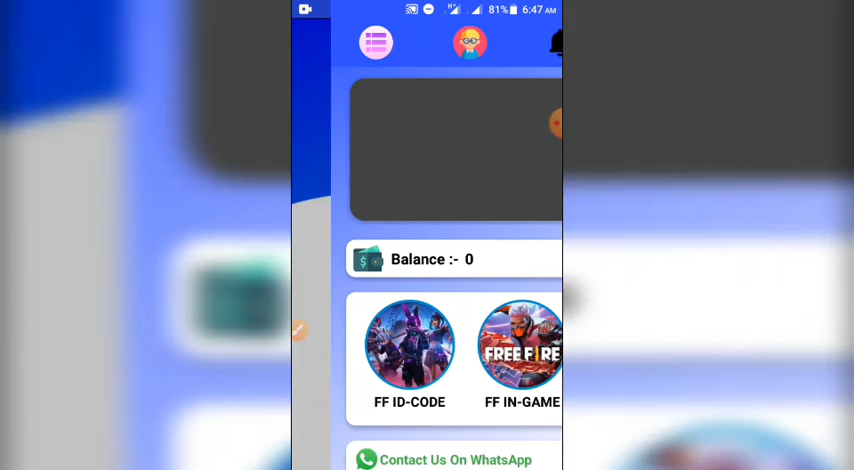 81% 6:47 AM
Balance :- 0
FREE FIRE
FF ID-CODE FF IN-GAME
Contact Us On WhatsApp